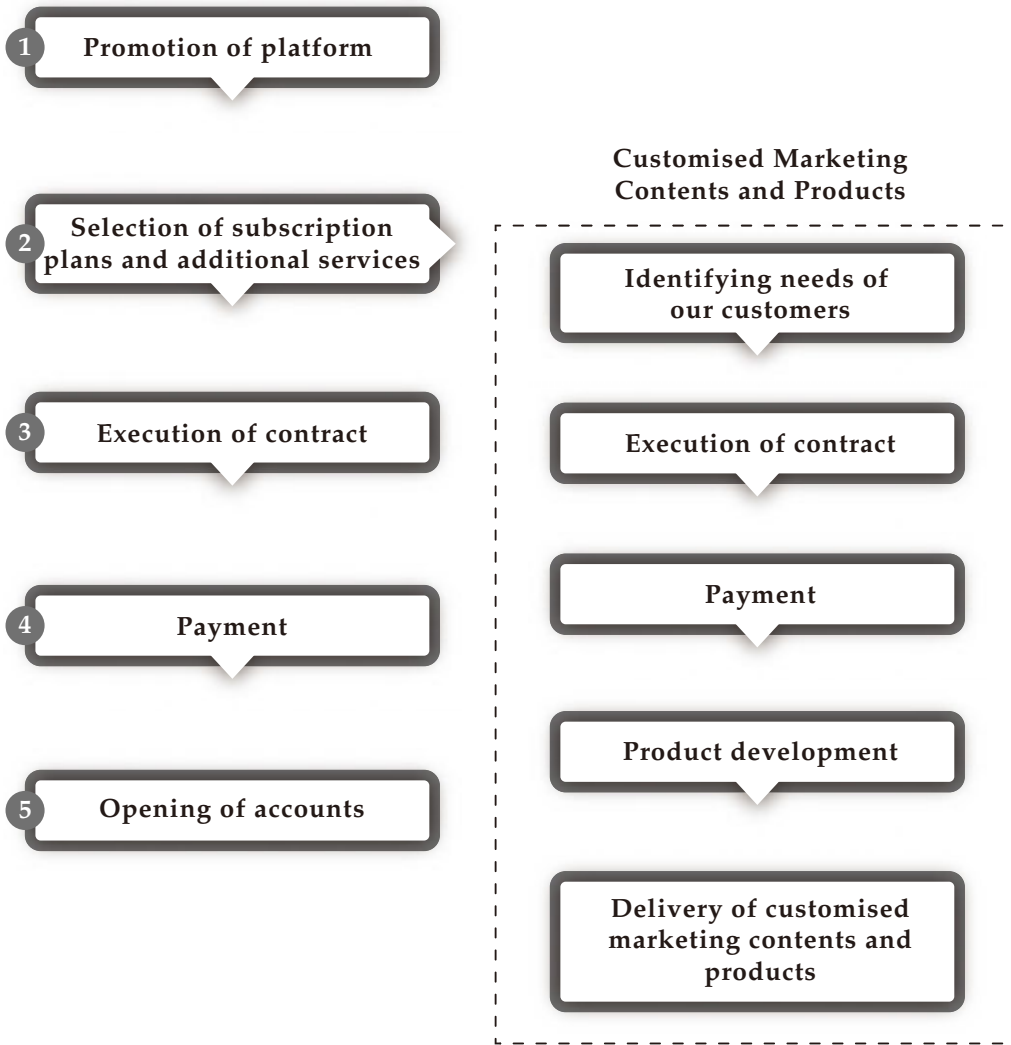 1
Promotion of platform
2
Selection of subscription
plans and additional services
3
Execution of contract
4
Payment
5
Opening of accounts
Customised Marketing
Contents and Products
Identifying needs of
our customers
Execution of contract
Payment
Product development
Delivery of customised
marketing contents and
products